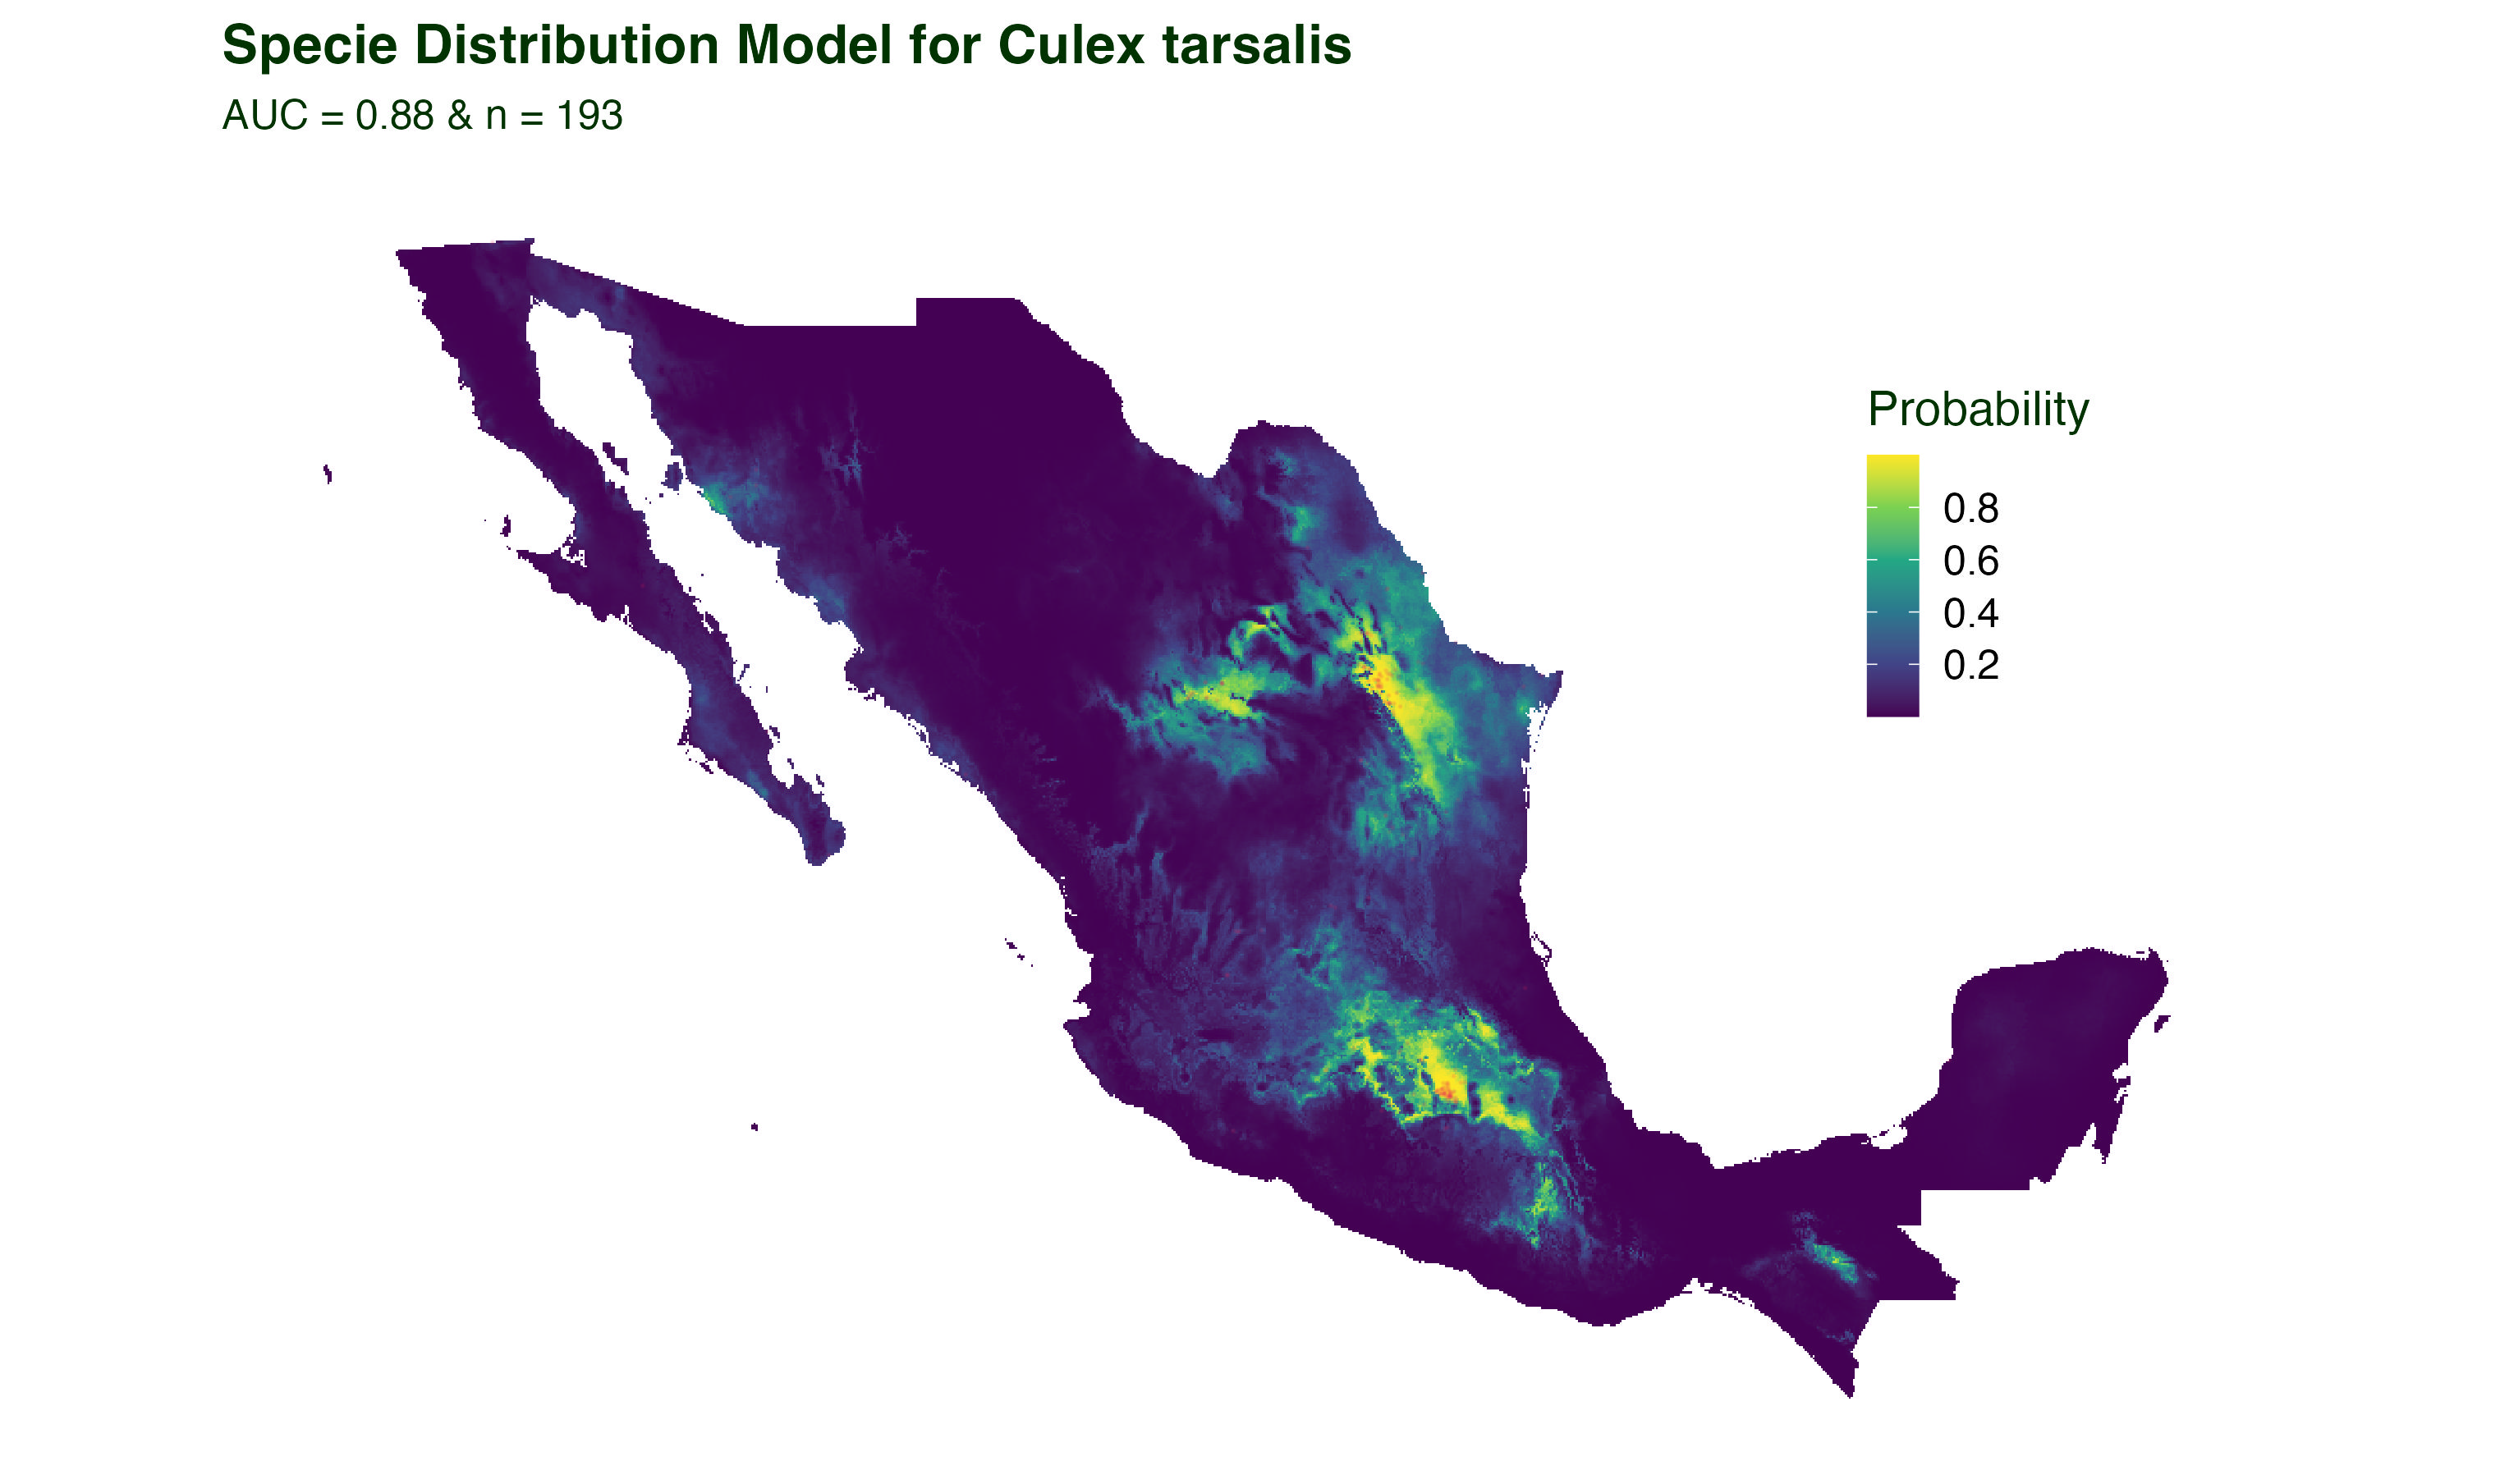 Specie Distribution Model for Culex tarsalis
AUC = 0.88 & n = 193
Probability
0.8
0.6
0.4
0.2